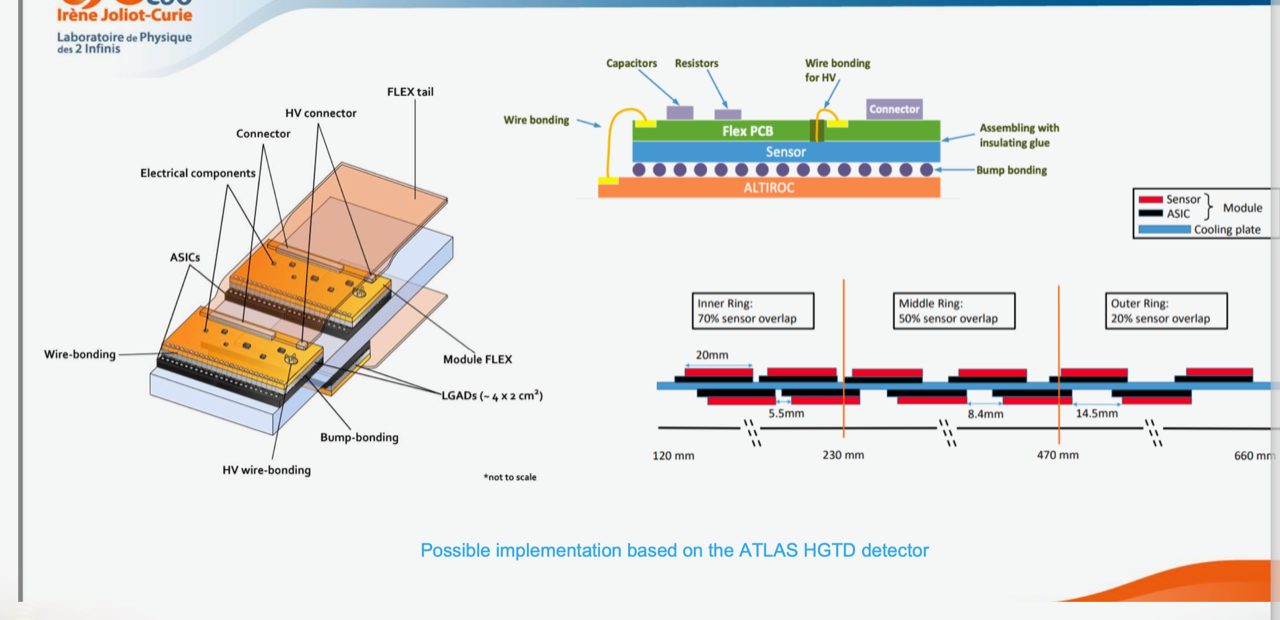 Irène Joliot-Curie
Laboratoire de Physique
des 2 Infinis
FLEX tail
HV connector
Connector
Electrical components
ASICs
Wire-bonding
Module FLEX
LGADs (~ 4 x 2 cm²)
Bump-bonding
HV wire-bonding
*not to scale
Capacitors
Resistors
Wire bonding
for HV
Wire bonding
Connector
Flex PCB
Assembling with
insulating glue
Sensor
Bump bonding
ALTIROC
Sensor
ASIC
Module
Cooling plate
Inner Ring:
70% sensor overlap
Middle Ring:
50% sensor overlap
Outer Ring:
20% sensor overlap
20mm
5.5mm
8.4mm
14.5mm
120 mm
230 mm
470 mm
660 mm
Possible implementation based on the ATLAS HGTD detector